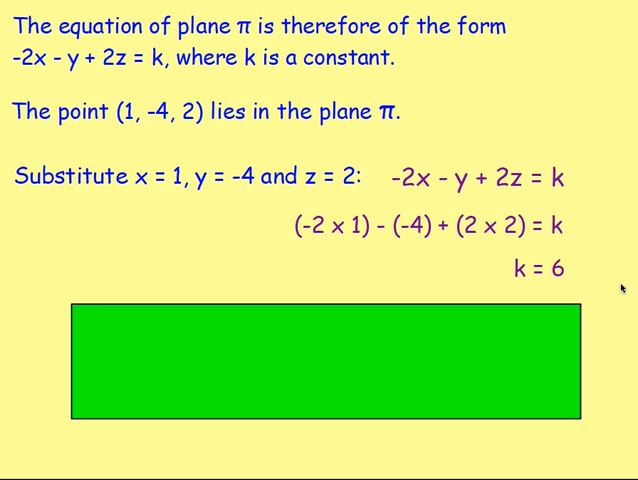 The equation of plane π is therefore of the form
-2x - y + 2z = k, where k is a constant.
The point (1, -4, 2) lies in the plane π.
Substitute x = 1, y = -4 and z = 2: -2x - y + 2z = k
(-2 x 1) - (-4) + (2 x 2) = k
k = 6